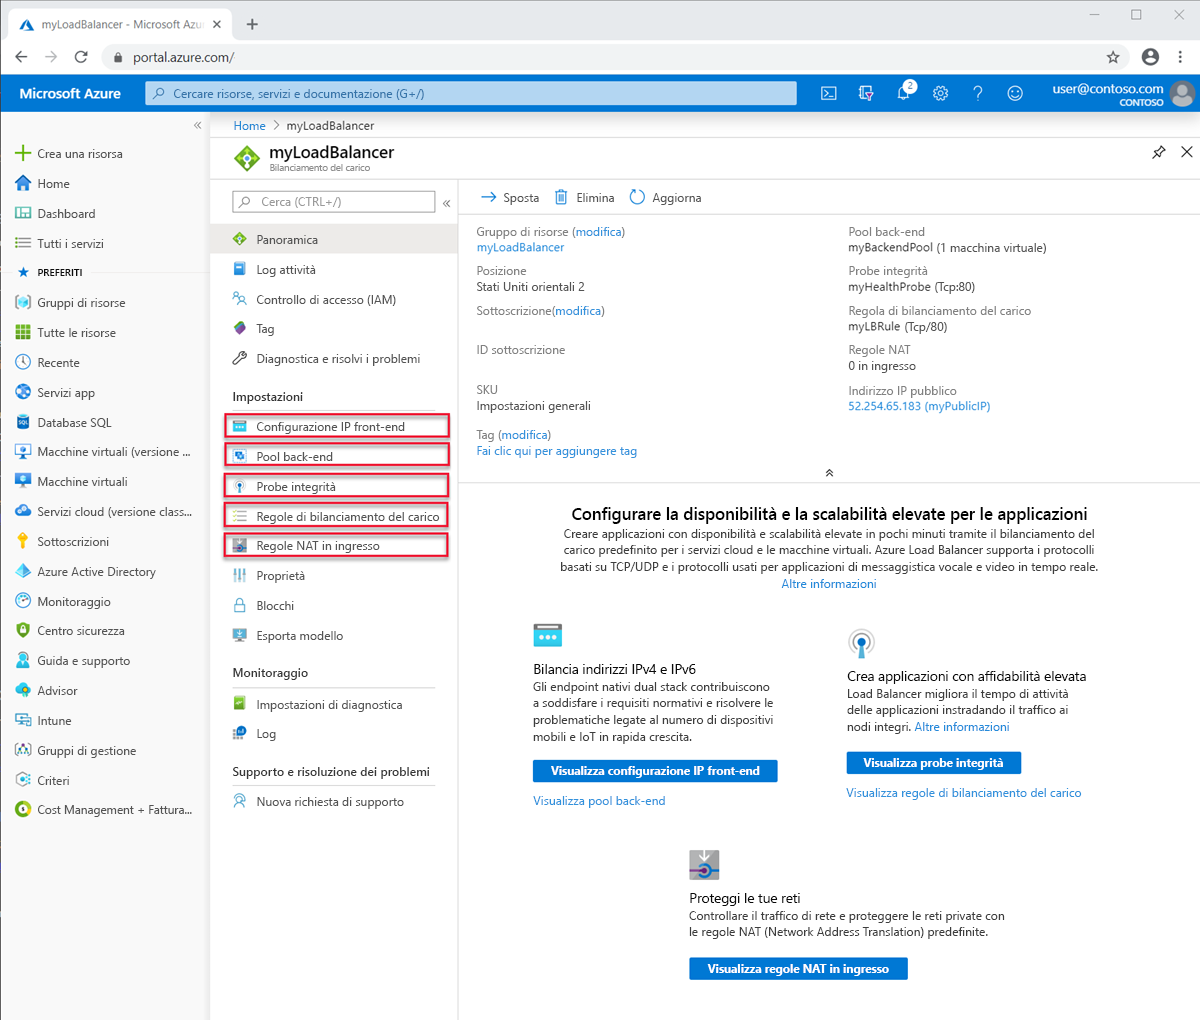 myLoadBalancer - Microsoft Azu
portal.azure.com/
Microsoft Azure
Cercare risorse, servizi e documentazione (G+/)
2
user@contoso.com
CONTOSO
Crea una risorsa
Home
Dashboard
Tutti i servizi
PREFERITI
Gruppi di risorse
Tutte le risorse
Recente
Servizi app
Database SQL
Macchine virtuali (versione ...
Macchine virtuali
Servizi cloud (versione class...
Sottoscrizioni
Azure Active Directory
Monitoraggio
Centro sicurezza
Guida e supporto
Advisor
Intune
Gruppi di gestione
Criteri
Cost Management + Fattura...
Home > myLoadBalancer
myLoadBalancer
Bilanciamento del carico
Cerca (CTRL+/)
Panoramica
Log attività
Controllo di accesso (IAM)
Tag
Diagnostica e risolvi i problemi
Impostazioni
Configurazione IP front-end
Pool back-end
Probe integrità
Regole di bilanciamento del carico
Regole NAT in ingresso
Proprietà
Blocchi
Esporta modello
Monitoraggio
Impostazioni di diagnostica
Log
Supporto e risoluzione dei problemi
Nuova richiesta di supporto
Sposta
Elimina
Aggiorna
Gruppo di risorse (modifica)
myLoadBalancer
Posizione
Stati Uniti orientali 2
Sottoscrizione(modifica)
ID sottoscrizione
SKU
Impostazioni generali
Tag (modifica)
Fai clic qui per aggiungere tag
Pool back-end
myBackendPool (1 macchina virtuale)
Probe integrità
myHealthProbe (Tcp:80)
Regola di bilanciamento del carico
myLBRule (Tcp/80)
Regole NAT
0 in ingresso
Indirizzo IP pubblico
52.254.65.183 (myPublicIP)
Configurare la disponibilità e la scalabilità elevate per le applicazioni
Creare applicazioni con disponibilità e scalabilità elevate in pochi minuti tramite il bilanciamento del
carico predefinito per i servizi cloud e le macchine virtuali. Azure Load Balancer supporta i protocolli
basati su TCP/UDP e i protocolli usati per applicazioni di messaggistica vocale e video in tempo reale.
Altre informazioni
Bilancia indirizzi IPv4 e IPv6
Gli endpoint nativi dual stack contribuiscono
a soddisfare i requisiti normativi e risolvere le
problematiche legate al numero di dispositivi
mobili e IoT in rapida crescita.
Visualizza configurazione IP front-end
Visualizza pool back-end
Crea applicazioni con affidabilità elevata
Load Balancer migliora il tempo di attività
delle applicazioni instradando il traffico ai
nodi integri. Altre informazioni
Visualizza probe integrità
Visualizza regole di bilanciamento del carico
Proteggi le tue reti
Controllare il traffico di rete e proteggere le reti private con
le regole NAT (Network Address Translation) predefinite.
Visualizza regole NAT in ingresso